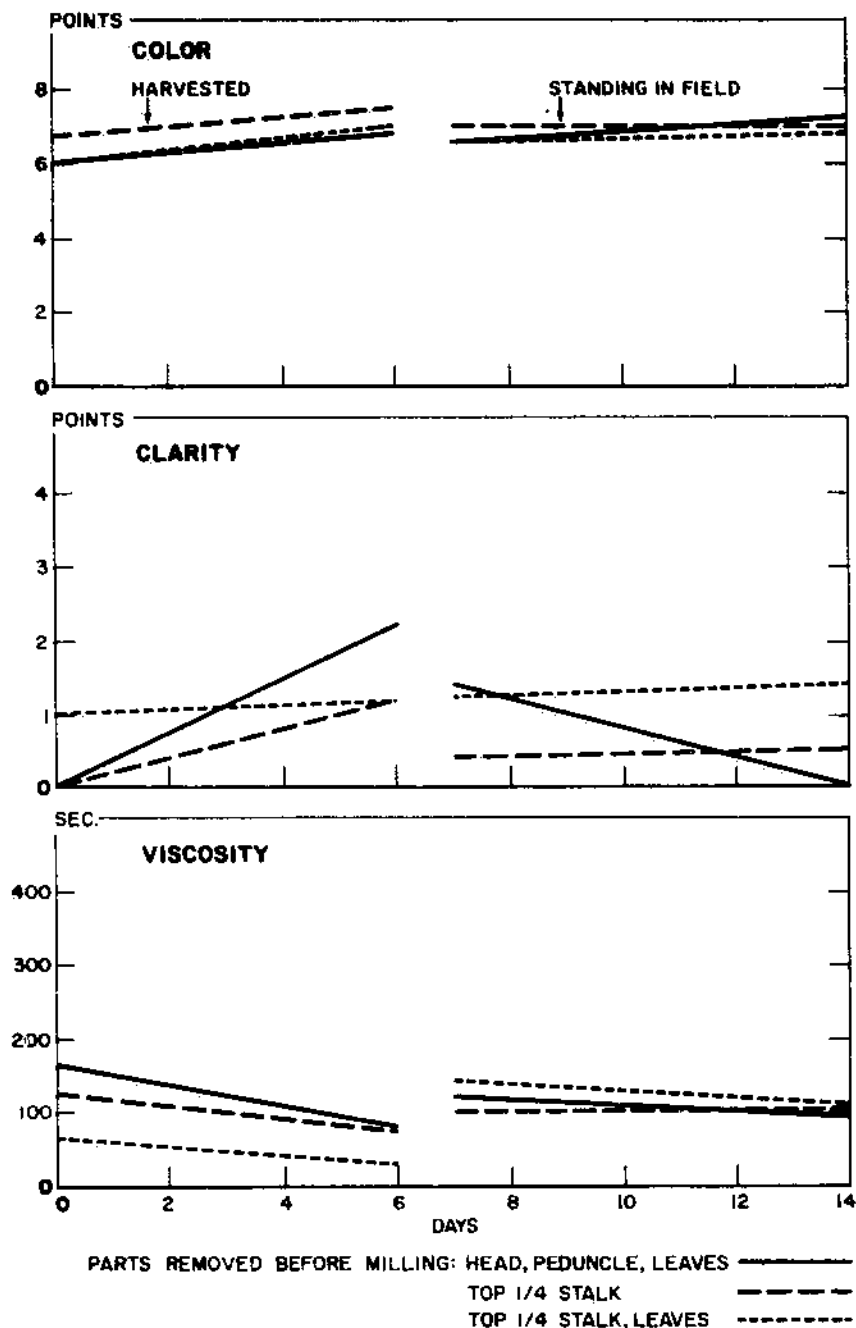 POINTS
COLOR
HARVESTED
STANDING IN FIELD
8
6
4
2
0
POINTS
CLARITY
4
3
2
1
0
SEC.
VISCOSITY
400
300
200
100
0
0 2 4 6 8 10 12 14
DAYS
PARTS REMOVED BEFORE MILLING: HEAD, PEDUNCLE, LEAVES
TOP 1/4 STALK
TOP 1/4 STALK, LEAVES